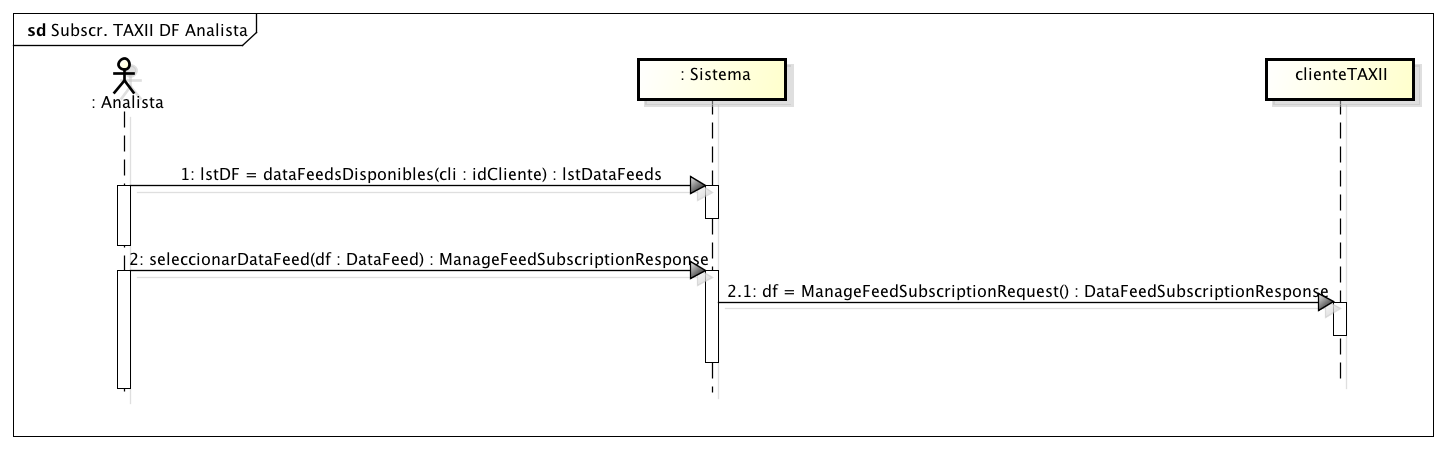 sd Subscr. TAXII DF Analista
: Analista
: Sistema
clienteTAXII
1: lstDF = dataFeedsDisponibles(cli : idCliente) : lstDataFeeds
2: seleccionarDataFeed(df : DataFeed) : ManageFeedSubscriptionResponse
2.1: df = ManageFeedSubscriptionRequest() : DataFeedSubscriptionResponse